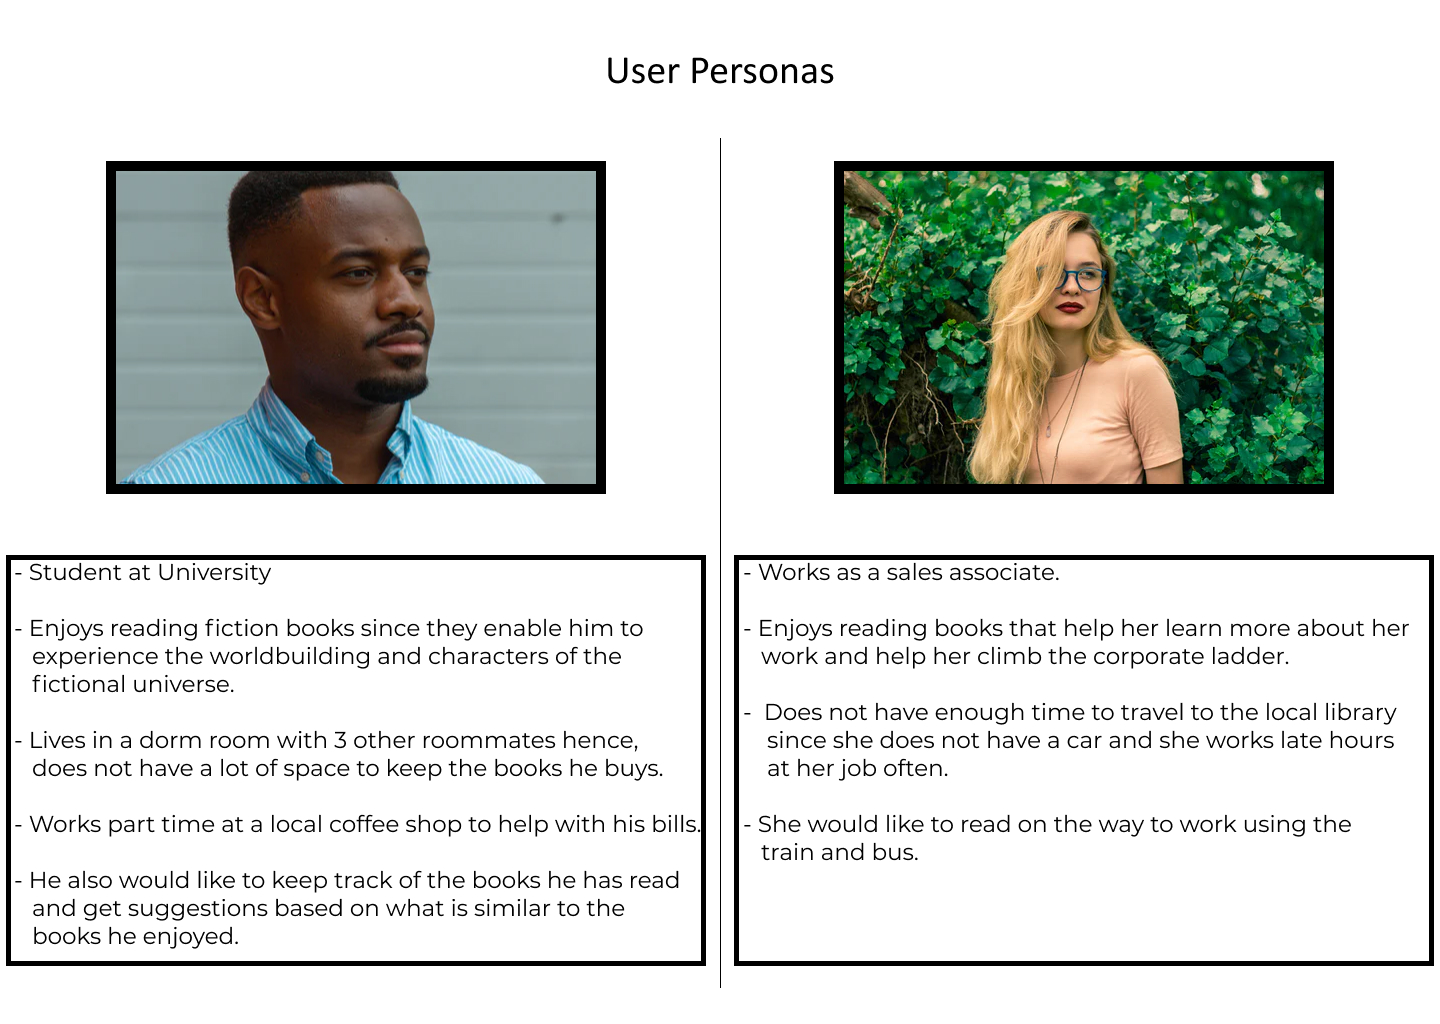 User Personas
- Student at University
- Enjoys reading fiction books since they enable him to
experience the worldbuilding and characters of the
fictional universe.
- Lives in a dorm room with 3 other roommates hence,
does not have a lot of space to keep the books he buys.
- Works part time at a local coffee shop to help with his bills.
- He also would like to keep track of the books he has read
and get suggestions based on what is similar to the
books he enjoyed.
- Works as a sales associate.
- Enjoys reading books that help her learn more about her
work and help her climb the corporate ladder.
- Does not have enough time to travel to the local library
since she does not have a car and she works late hours
at her job often.
- She would like to read on the way to work using the
train and bus.